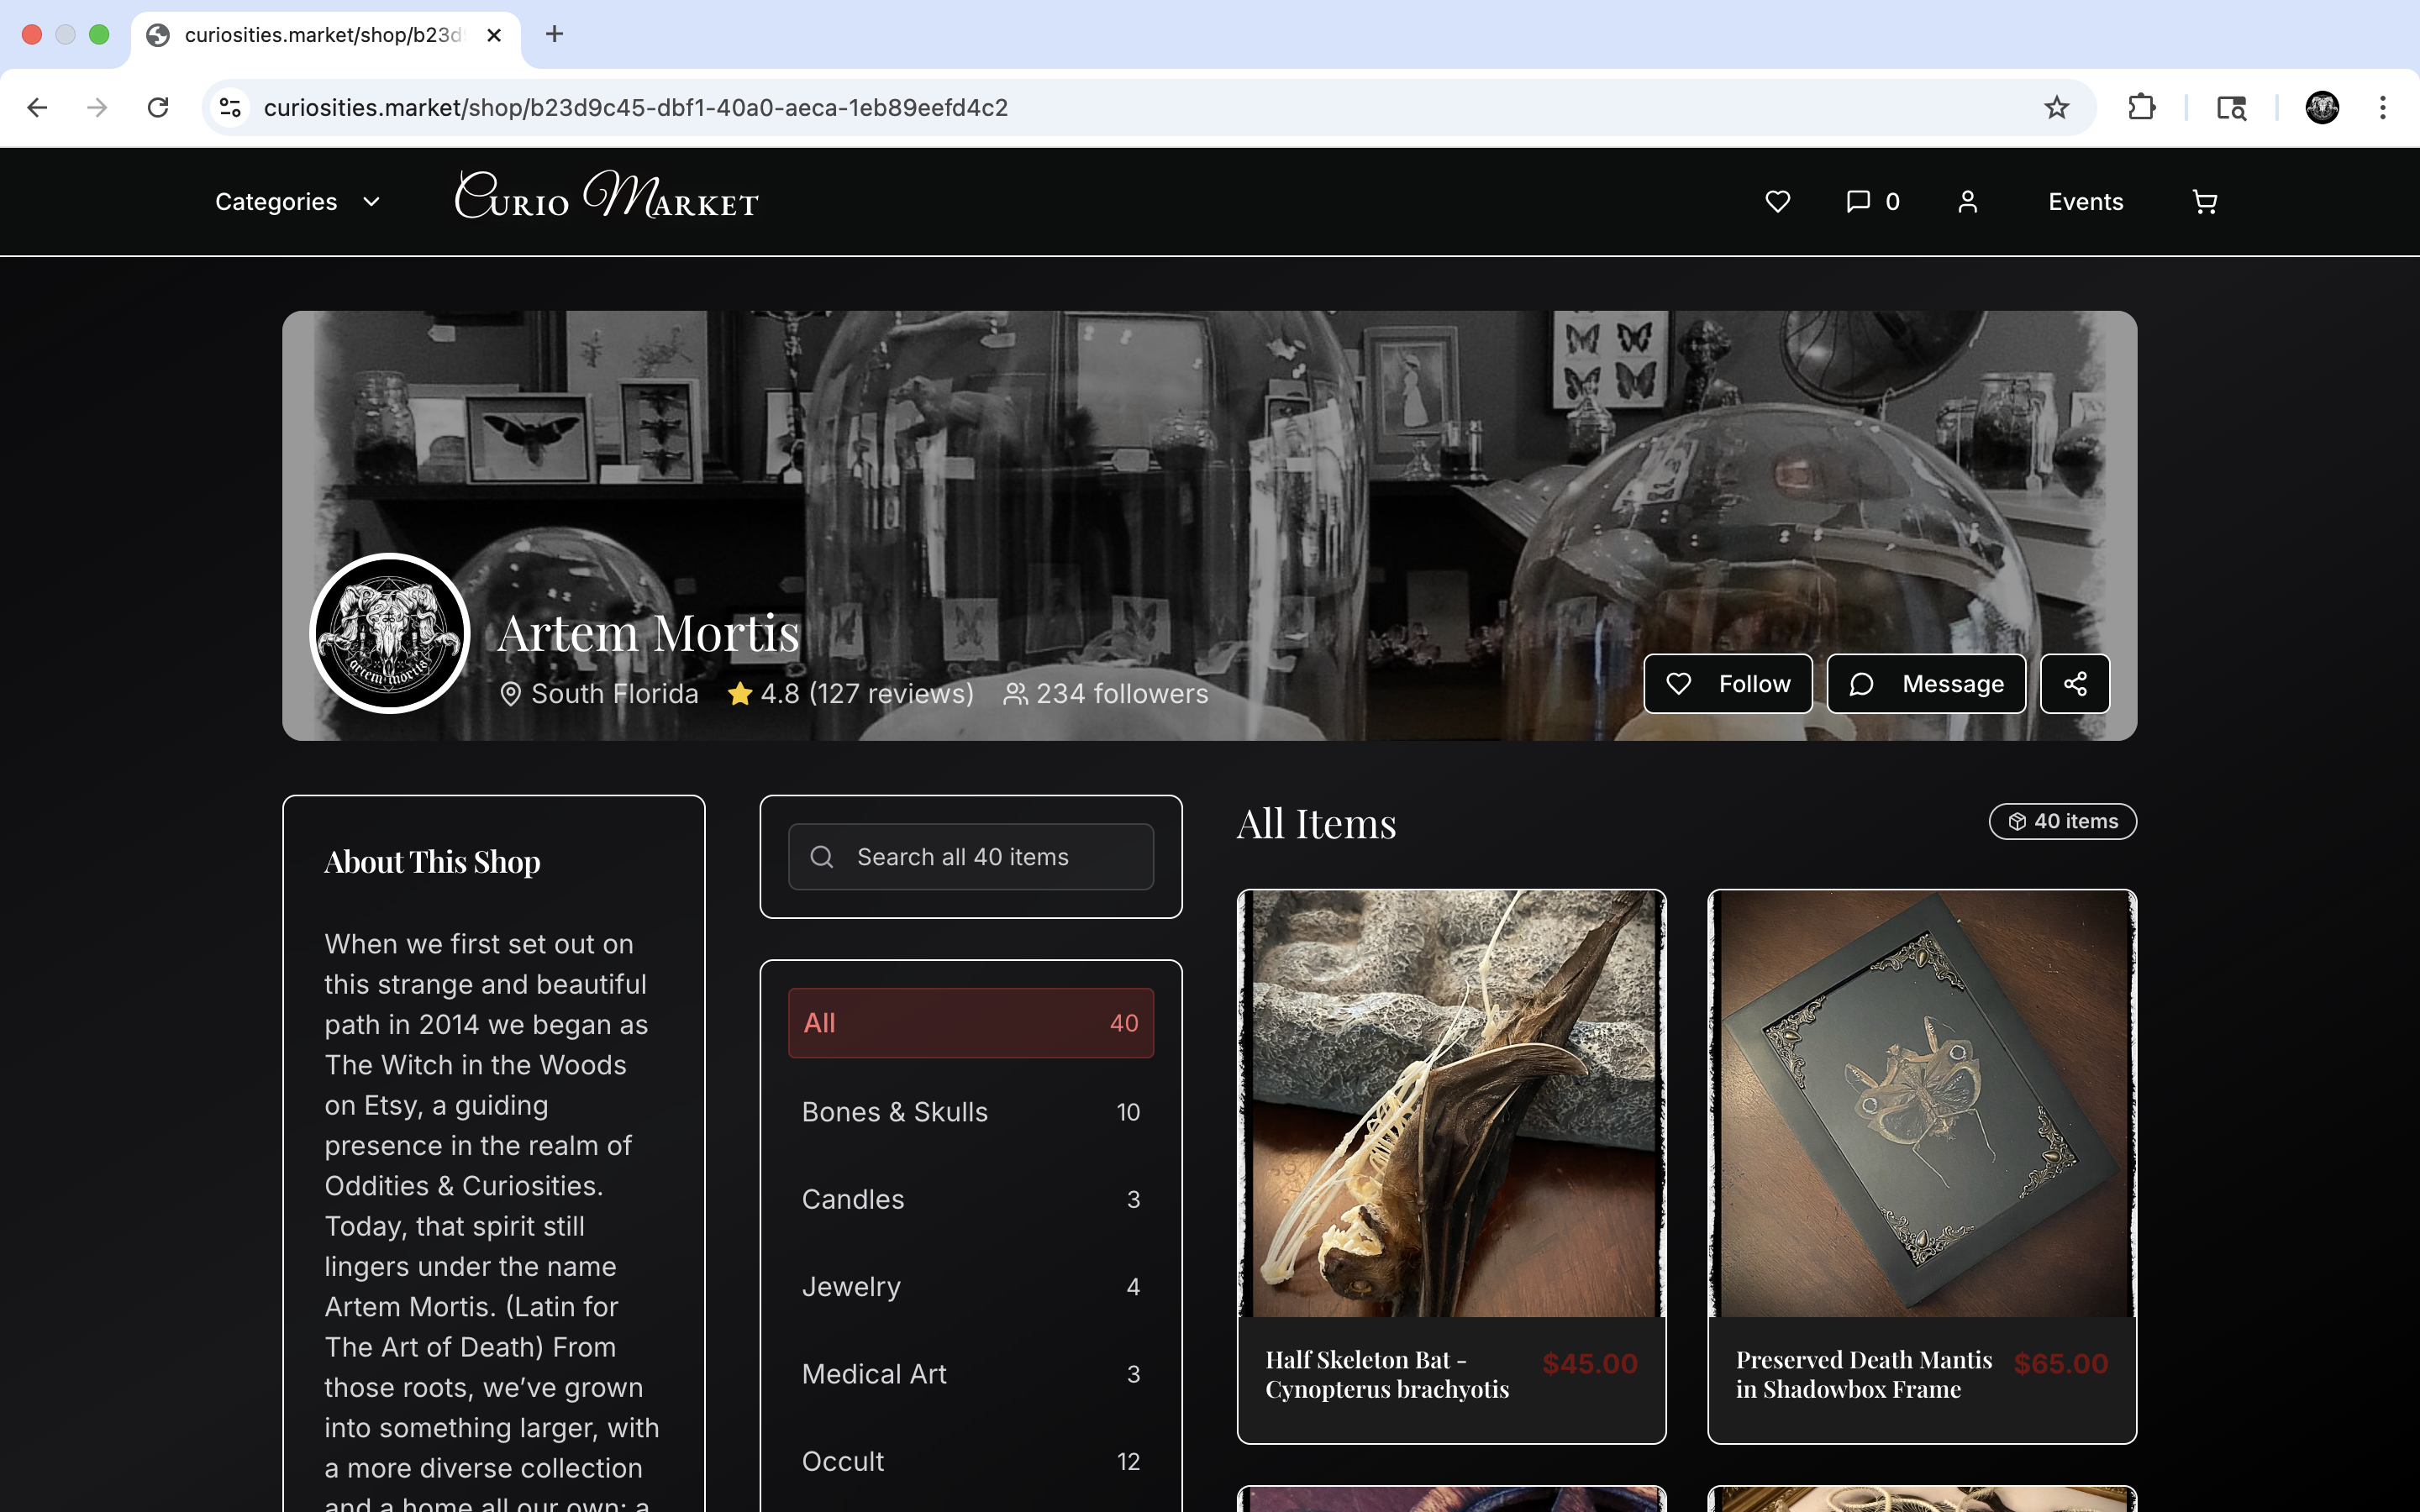 curiosities.market/shop/b23d
curiosities.market/shop/b23d9c45-dbf1-40a0-aeca-1eb89eefd4c2
Categories
Curio Market
0
Events
artem mortis
Artem Mortis
South Florida
4.8 (127 reviews)
234 followers
Follow
Message
About This Shop
When we first set out on
this strange and beautiful
path in 2014 we began as
The Witch in the Woods
on Etsy, a guiding
presence in the realm of
Oddities & Curiosities.
Today, that spirit still
lingers under the name
Artem Mortis. (Latin for
The Art of Death) From
those roots, we’ve grown
into something larger, with
a more diverse collection
and a home all our own: a
Search all 40 items
All 40
Bones & Skulls 10
Candles 3
Jewelry 4
Medical Art 3
Occult 12
All Items
40 items
Half Skeleton Bat -
Cynopterus brachyotis
$45.00
Preserved Death Mantis
in Shadowbox Frame
$65.00